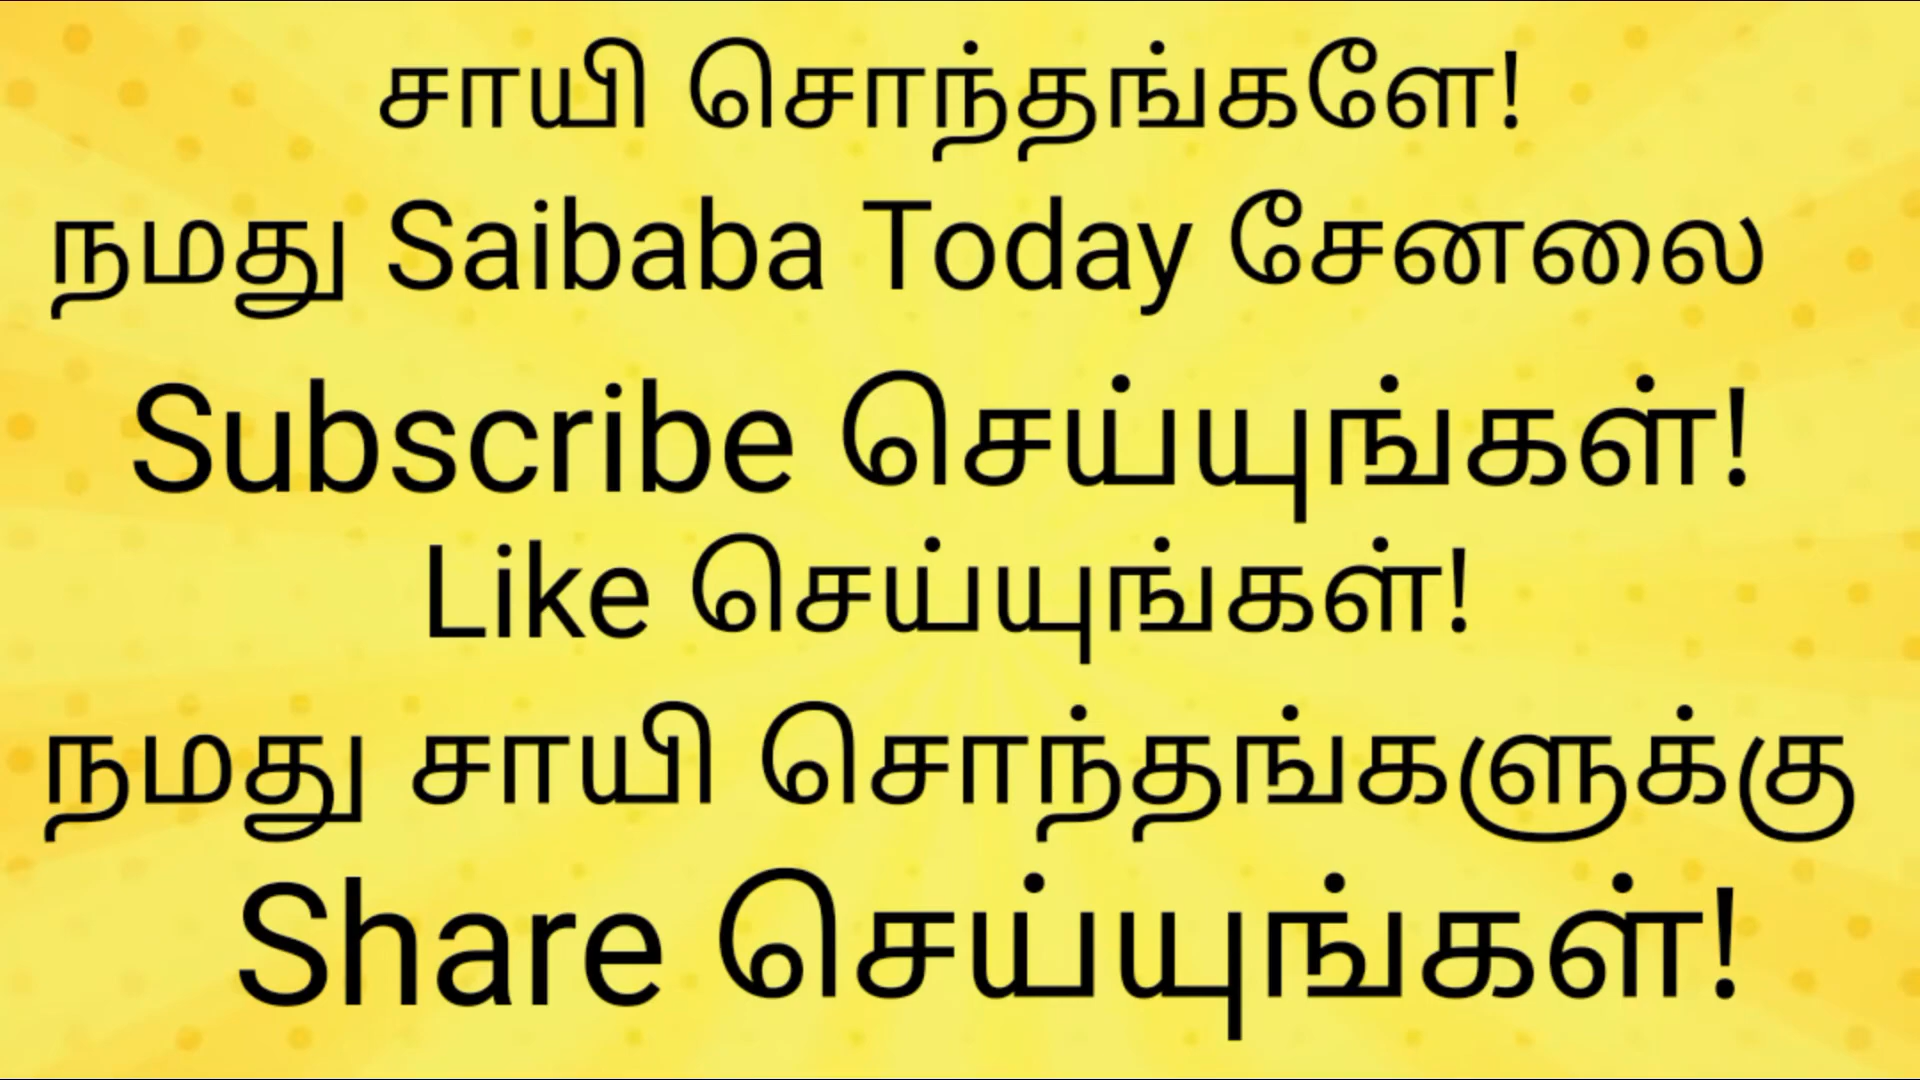 சாயி சொந்தங்களே!
நமது Saibaba Today சேனலை
Subscribe செய்யுங்கள்!
Like செய்யுங்கள்!
நமது சாயி சொந்தங்களுக்கு
Share செய்யுங்கள்!